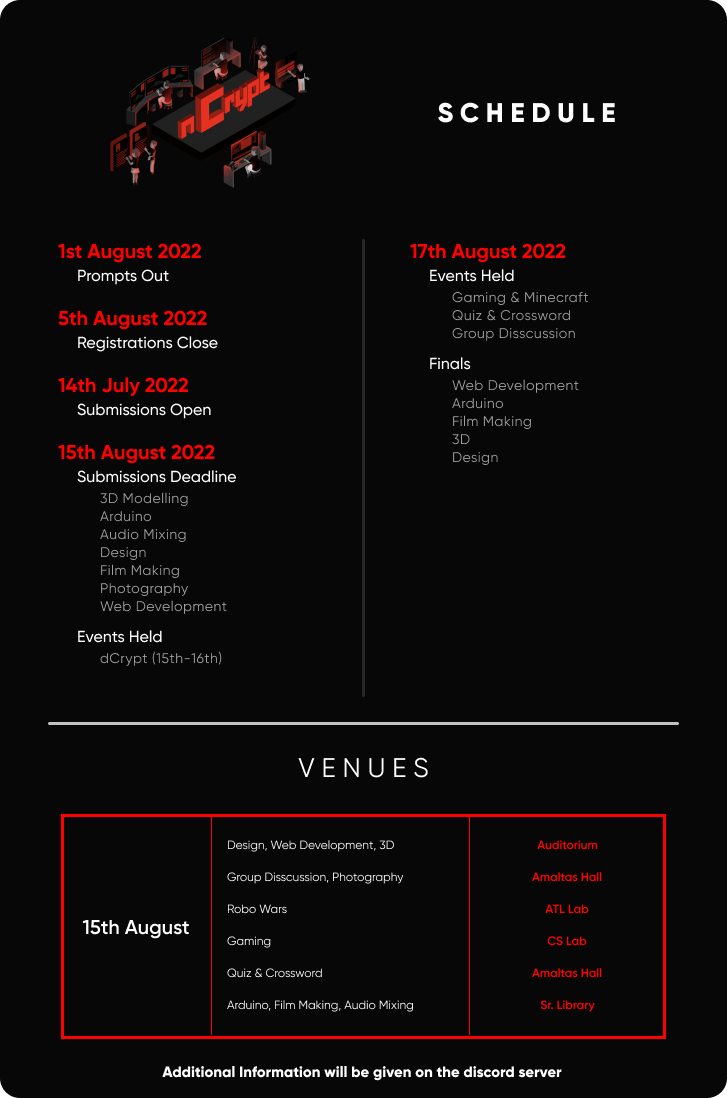 nCrypt
SCHEDULE
1st August 2022
Prompts Out
5th August 2022
Registrations Close
14th July 2022
Submissions Open
15th August 2022
Submissions Deadline
3D Modelling
Arduino
Audio Mixing
Design
Film Making
Photography
Web Development
Events Held
dCrypt (15th-16th)
17th August 2022
Events Held
Gaming & Minecraft
Quiz & Crossword
Group Disscussion
Finals
Web Development
Arduino
Film Making
3D
Design
VENUES
15th August
Design, Web Development, 3D Auditorium
Group Disscussion, Photography Amaltas Hall
Robo Wars ATL Lab
Gaming CS Lab
Quiz & Crossword Amaltas Hall
Arduino, Film Making, Audio Mixing Sr. Library
Additional Information will be given on the discord server